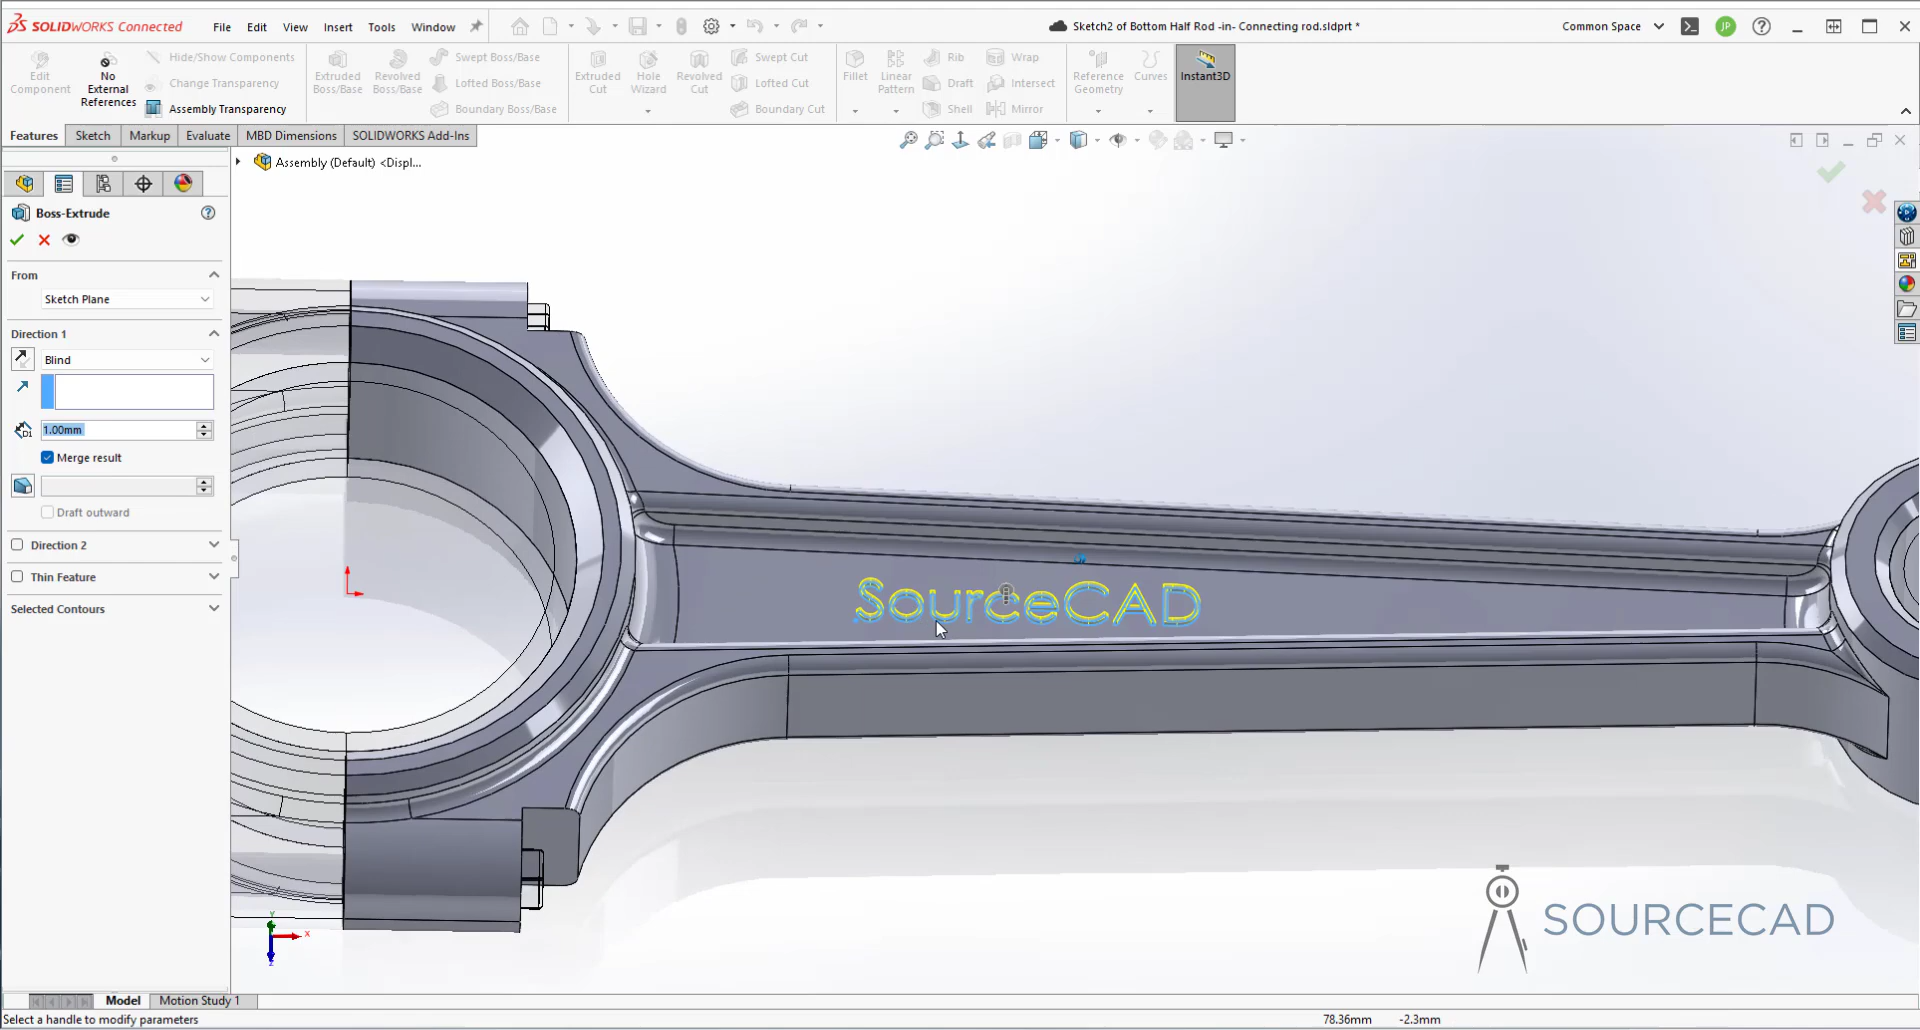 SOLIDWORKS Connected
File
Edit
View
Insert
Tools
Window
Sketch2 of Bottom Half Rod -in- Connecting rod.sldprt *
Common Space
JP
Edit
Component
No
External
References
Hide/Show Components
Change Transparency
Assembly Transparency
Extruded
Boss/Base
Revolved
Boss/Base
Swept Boss/Base
Lofted Boss/Base
Boundary Boss/Base
Extruded
Cut
Hole
Wizard
Revolved
Cut
Swept Cut
Lofted Cut
Boundary Cut
Fillet
Linear
Pattern
Rib
Draft
Shell
Wrap
Intersect
Mirror
Reference
Geometry
Curves
Instant3D
Features
Sketch
Markup
Evaluate
MBD Dimensions
SOLIDWORKS Add-Ins
Assembly (Default) <Displ...
Boss-Extrude
From
Sketch Plane
Direction 1
Blind
D1
1.00mm
Merge result
Draft outward
Direction 2
Thin Feature
Selected Contours
SourceCAD
Y
X
Z
SOURCECAD
Model
Motion Study 1
Select a handle to modify parameters
78.36mm
-2.3mm